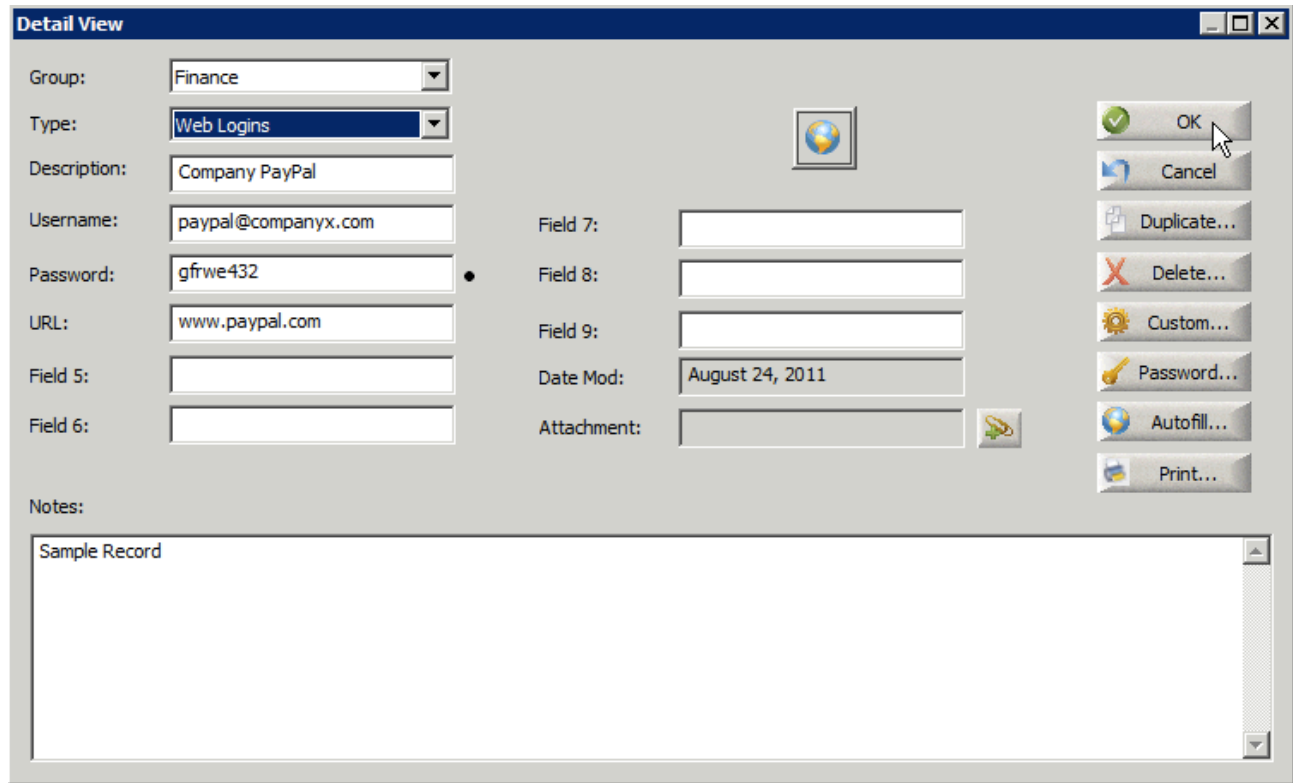 Detail View
Group: Finance
Type: Web Logins
OK
Description: Company PayPal
Cancel
Username: paypal@companyx.com
Field 7:
Duplicate...
Password: gfrwe432
Field 8:
Delete...
URL: www.paypal.com
Field 9:
Custom...
Field 5:
Date Mod: August 24, 2011
Password...
Field 6:
Attachment:
Autofill...
Print...
Notes:
Sample Record